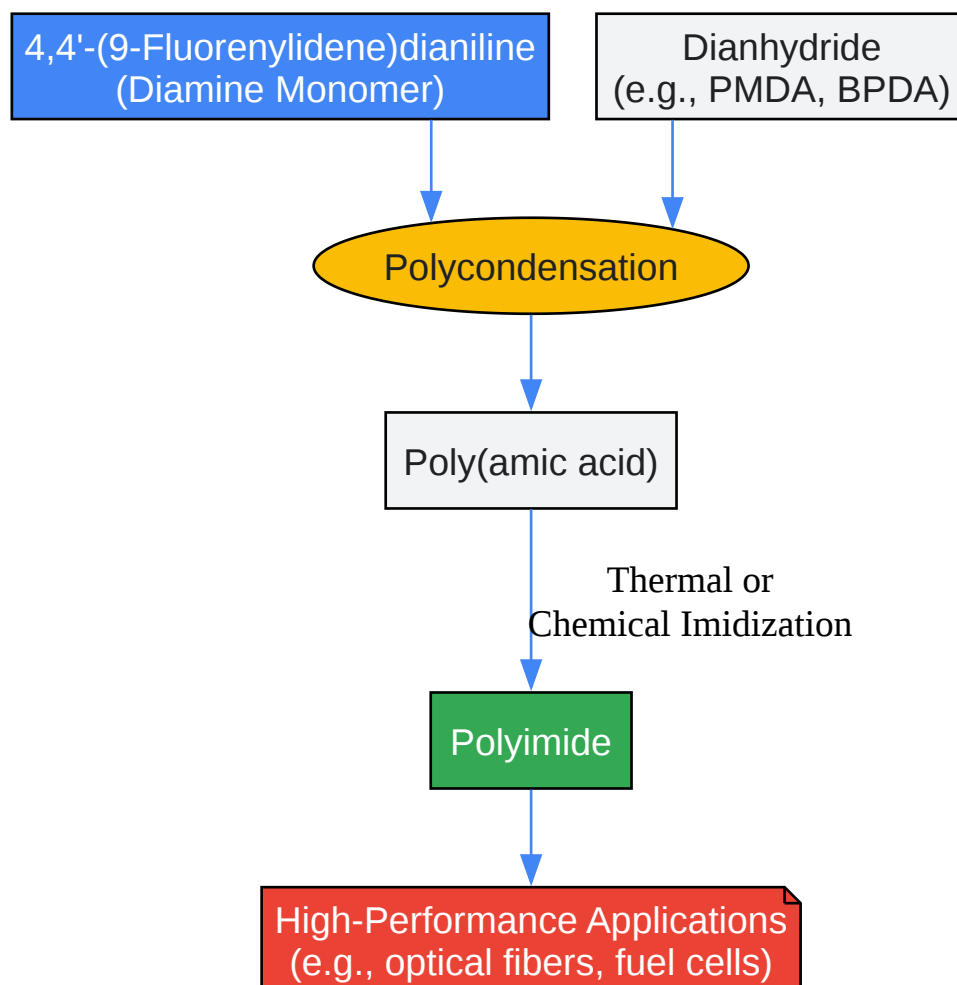 4,4'-(9-Fluorenylidene)dianiline
(Diamine Monomer)
Dianhydride
(e.g., PMDA, BPDA)
Polycondensation
Poly(amic acid)
Thermal or
Chemical Imidization
Polyimide
High-Performance Applications
(e.g., optical fibers, fuel cells)